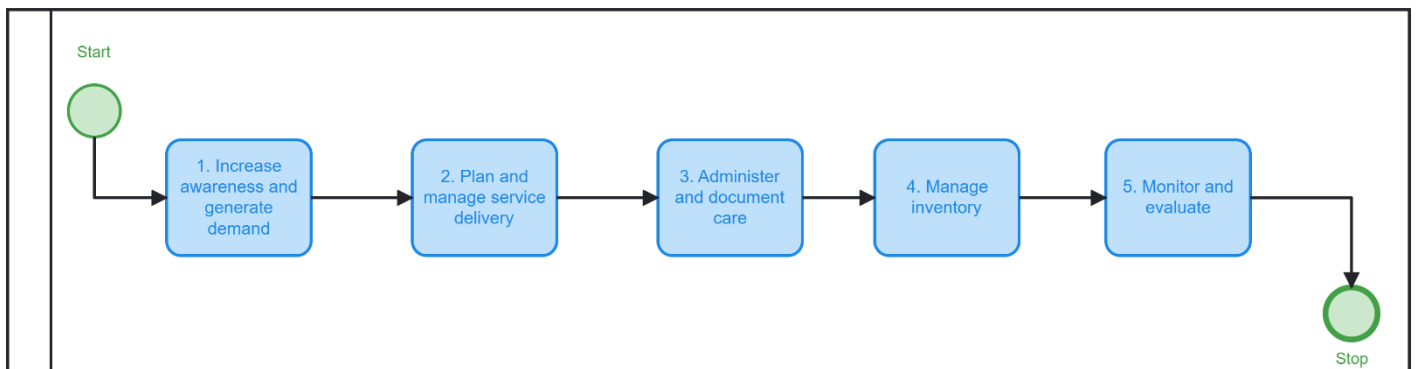 Start
1. Increase
awareness and
generate
demand
2. Plan and
manage service
delivery
3. Administer
and document
care
4. Manage
inventory
5. Monitor and
evaluate
Stop